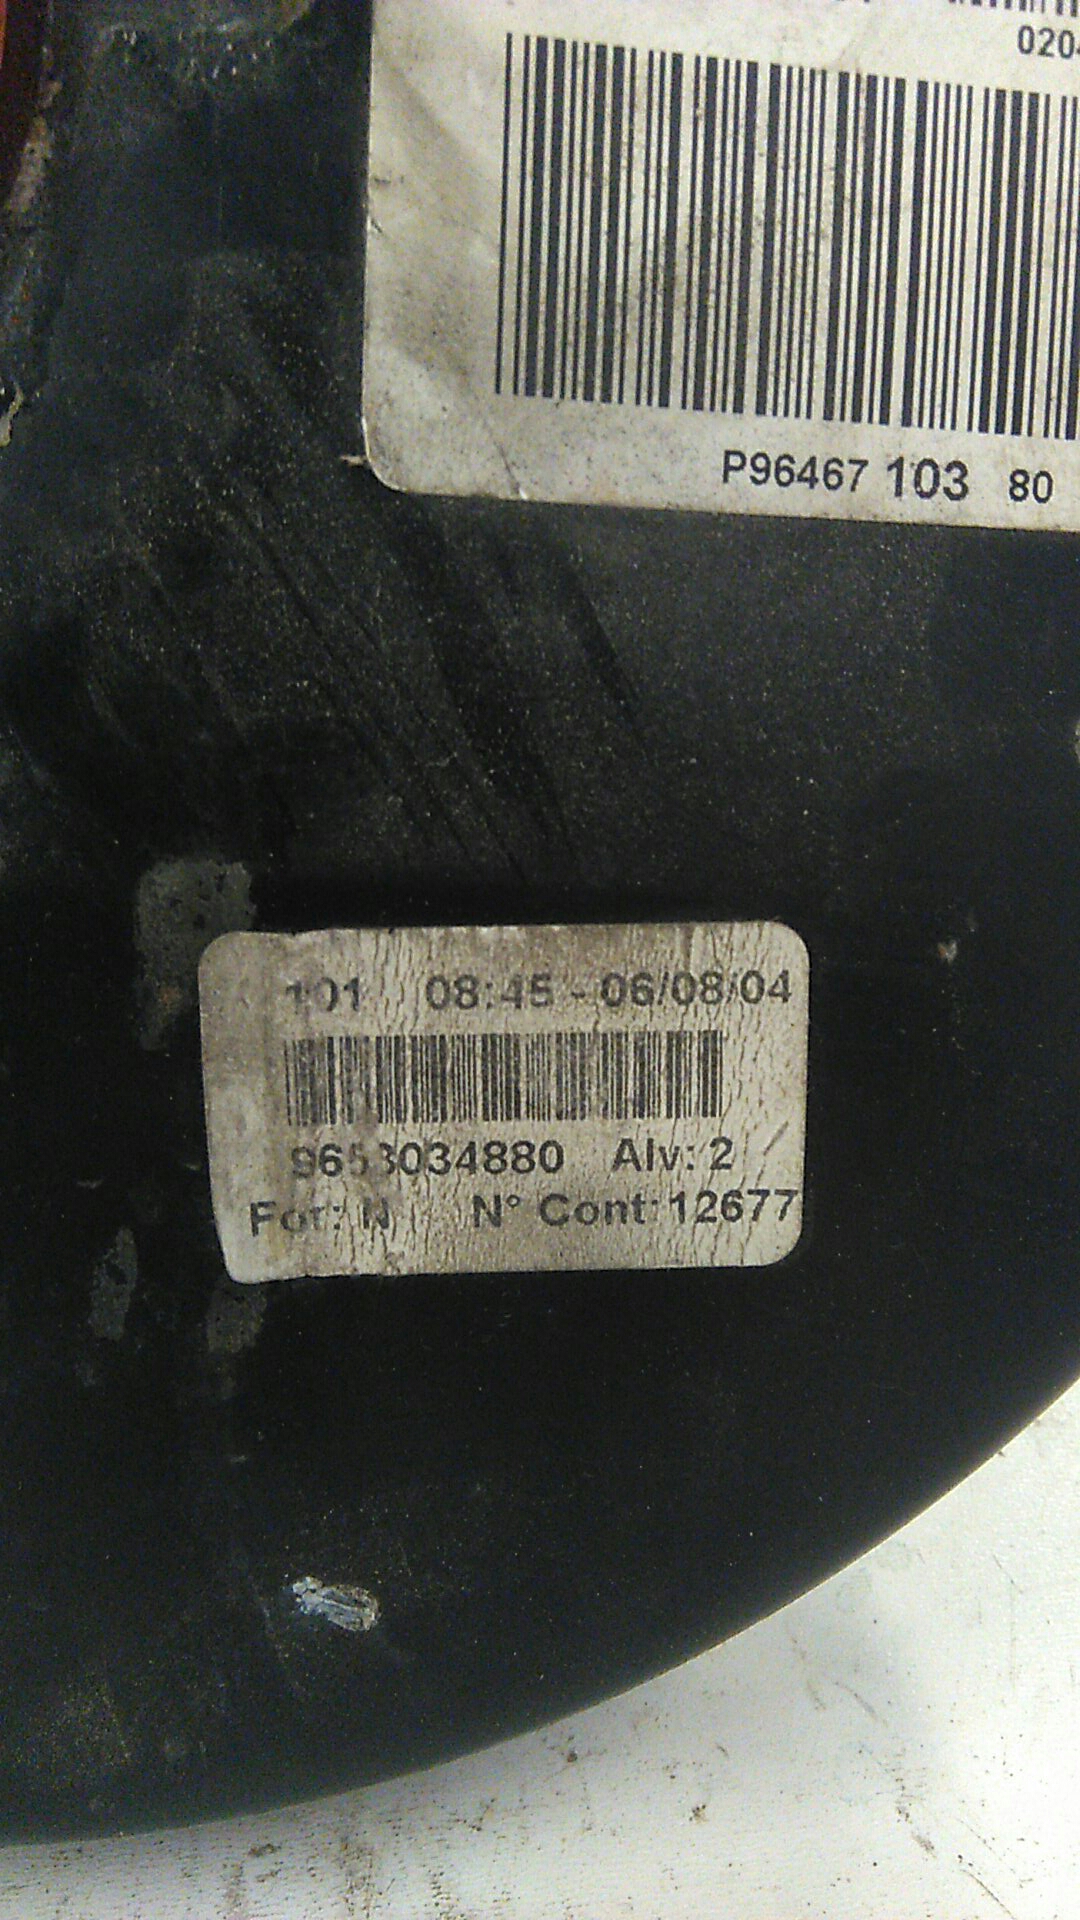 020
P96467 103 80
101 08:45 - 06/08/04
9653034880 Alv: 2
For: N N° Cont: 12677